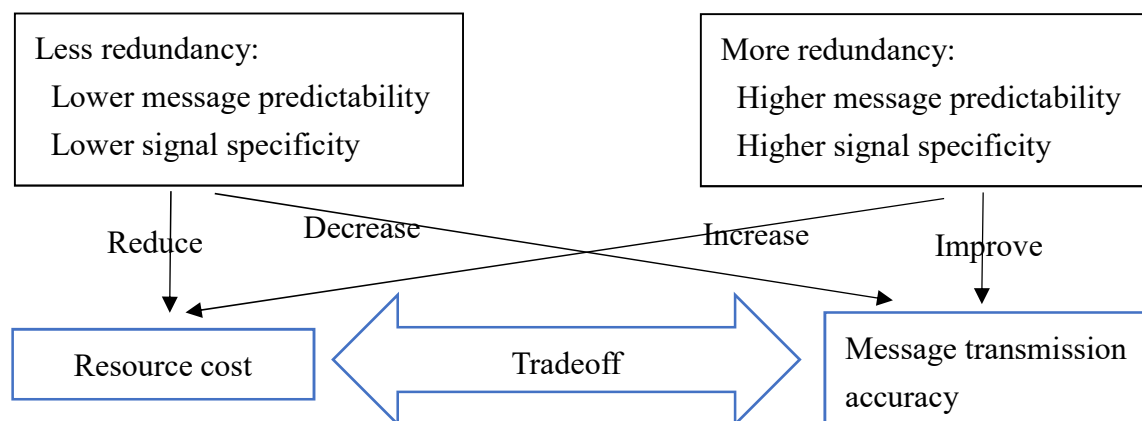 Less redundancy:
Lower message predictability
Lower signal specificity
More redundancy:
Higher message predictability
Higher signal specificity
Reduce
Decrease
Increase
Improve
Resource cost
Tradeoff
Message transmission
accuracy